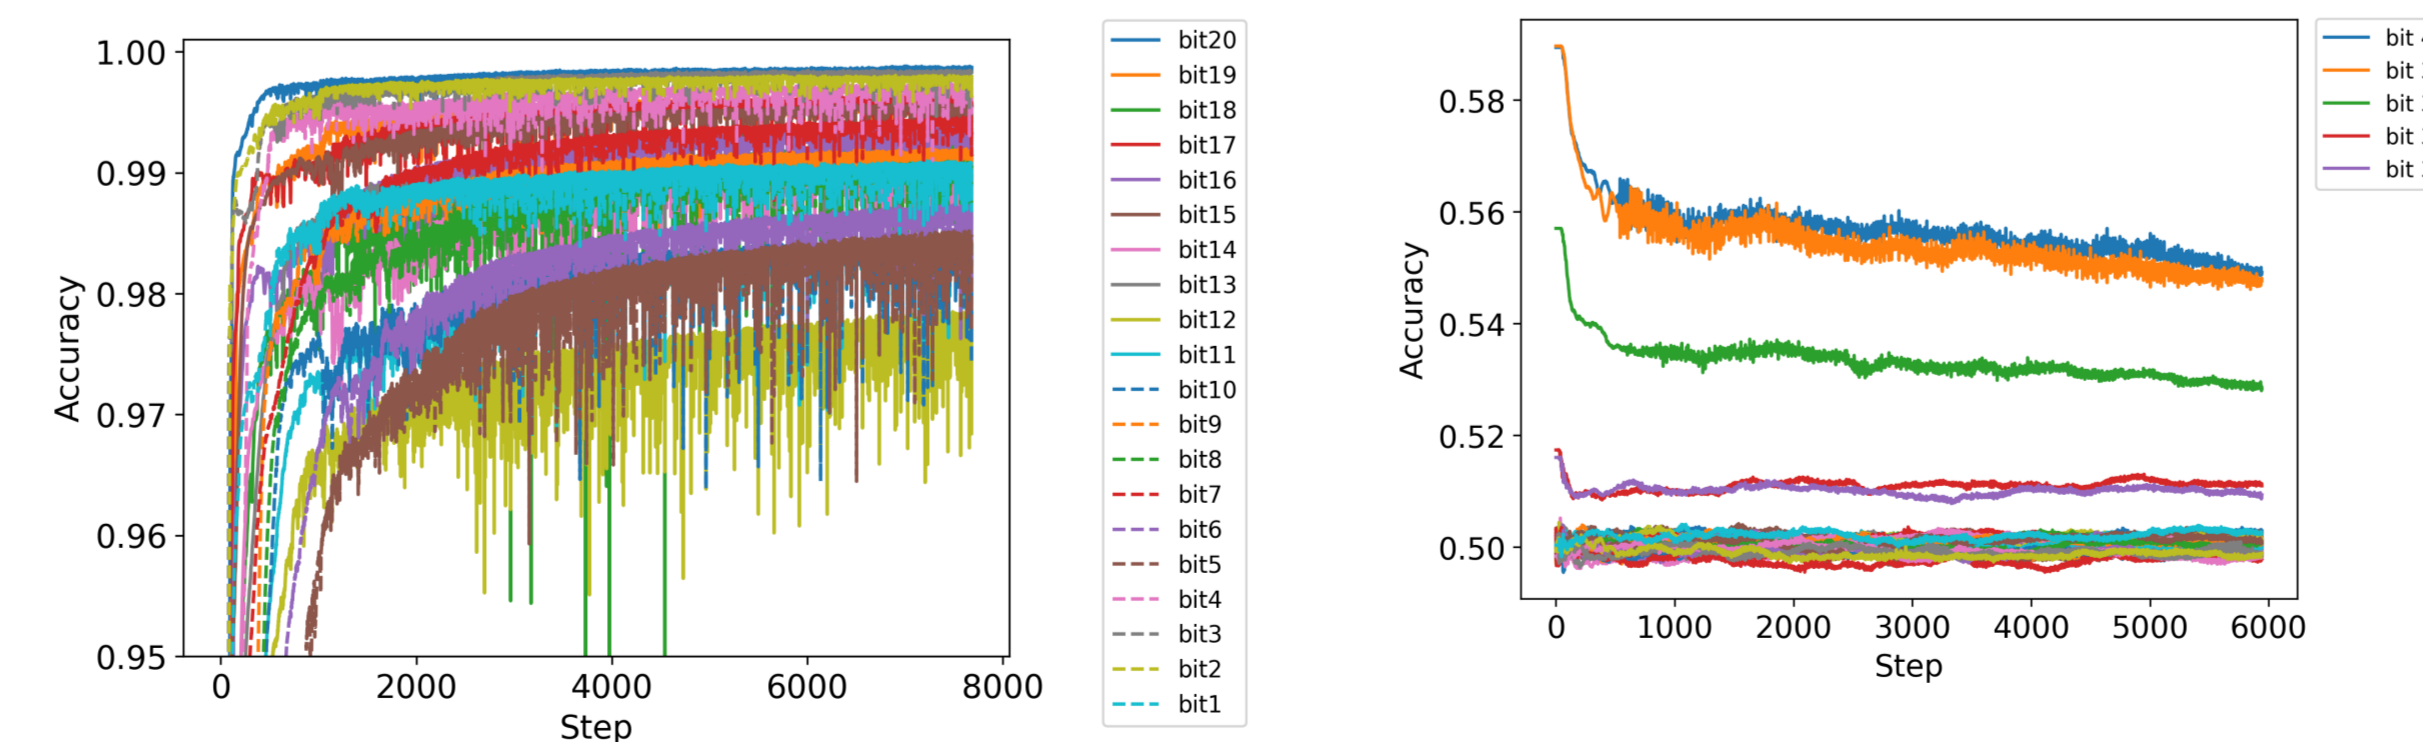 1.00
0.99
0.98
0.97
0.96
0.95
Accuracy
0 2000 4000 6000 8000
Step
bit20
bit19
bit18
bit17
bit16
bit15
bit14
bit13
bit12
bit11
bit10
bit9
bit8
bit7
bit6
bit5
bit4
bit3
bit2
bit1
0.58
0.56
0.54
0.52
0.50
Accuracy
0 1000 2000 3000 4000 5000 6000
Step
bit
bit
bit
bit
bit